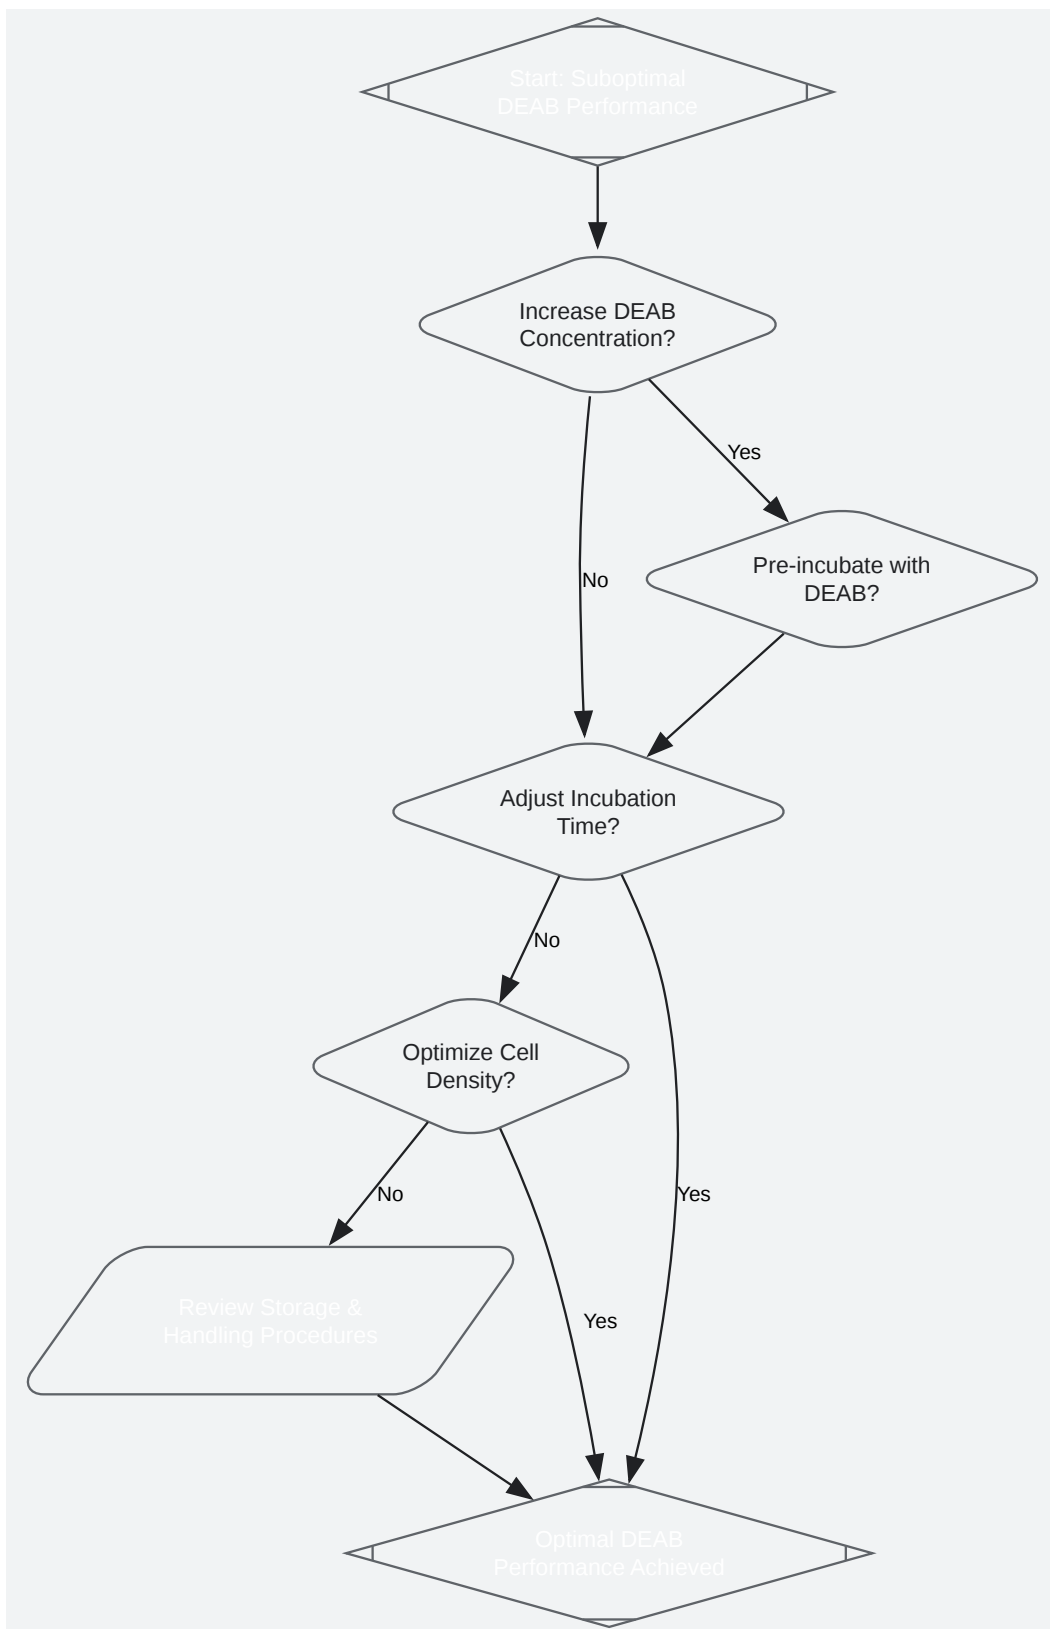 Start: Suboptimal
DEAB Performance
Increase DEAB
Concentration?
Yes
No
Pre-incubate with
DEAB?
Adjust Incubation
Time?
No
Optimize Cell
Density?
No
Yes
Review Storage &
Handling Procedures
Yes
Optimal DEAB
Performance Achieved